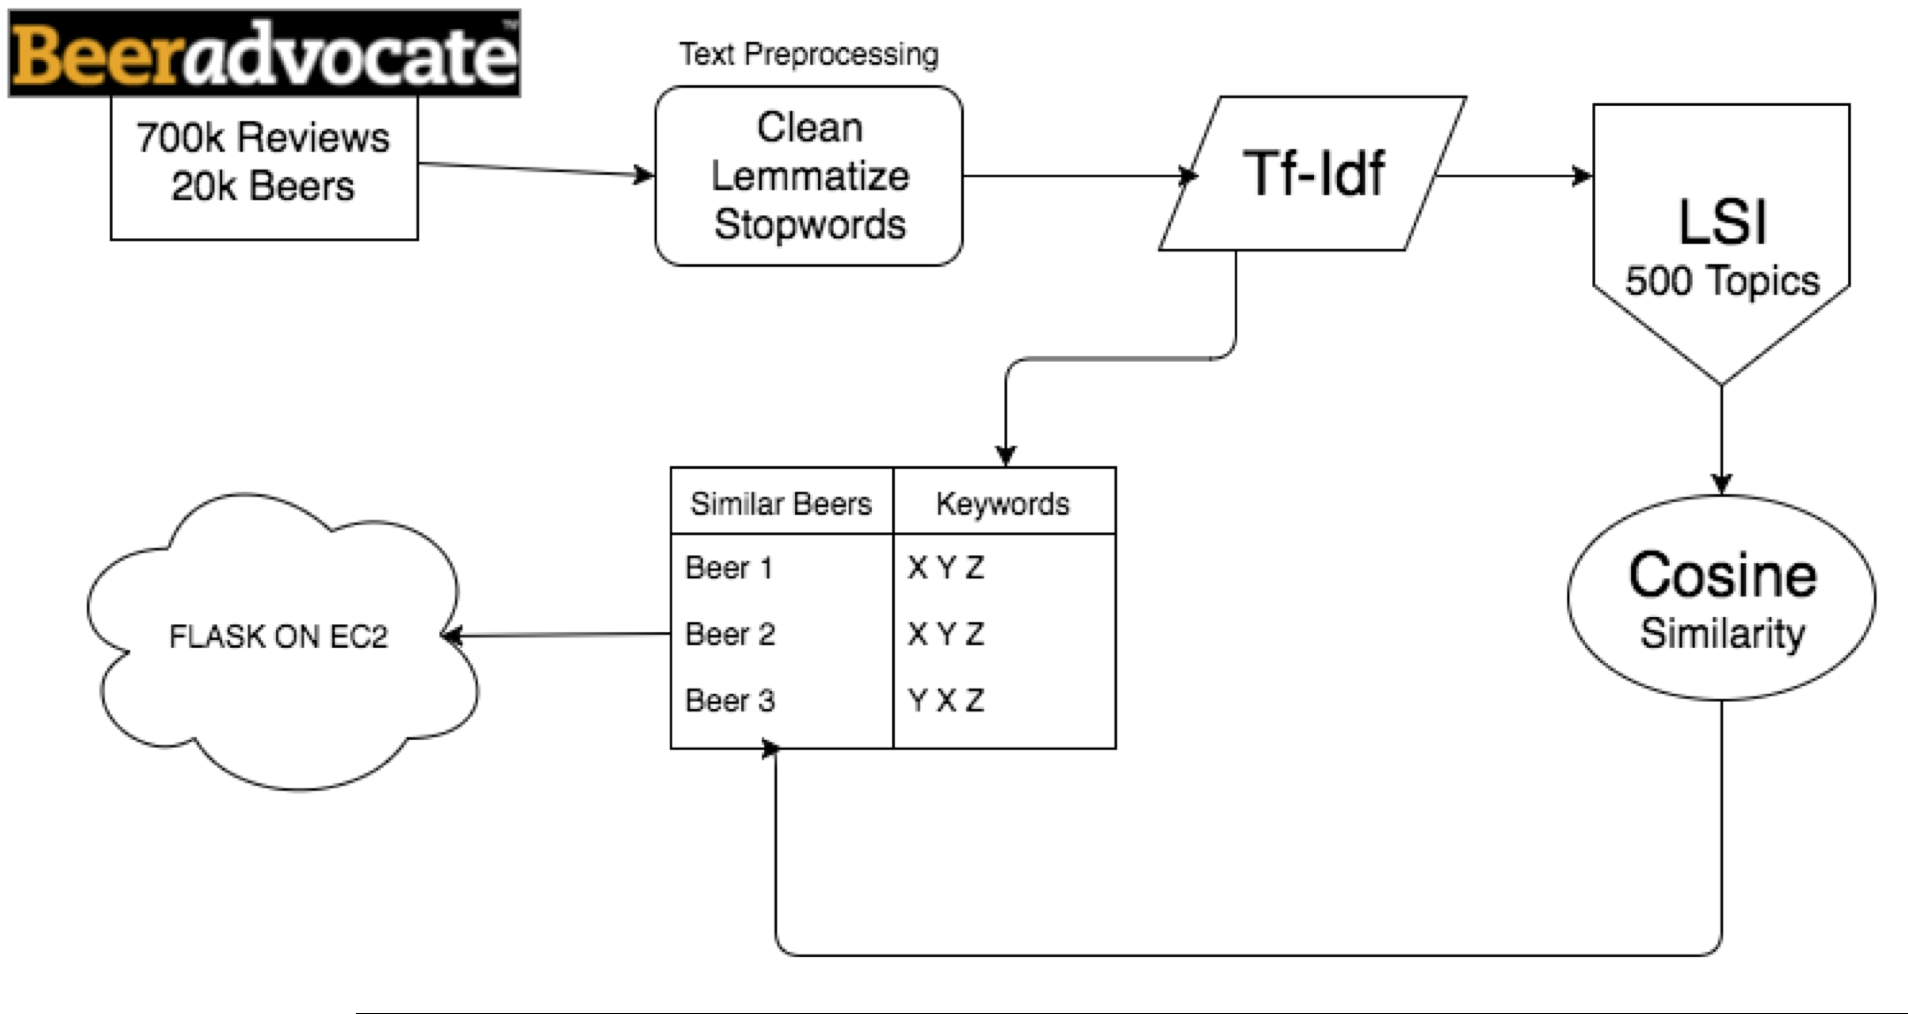 Beeradvocate™
700k Reviews
20k Beers
Text Preprocessing
Clean
Lemmatize
Stopwords
Tf-Idf
LSI
500 Topics
Similar Beers Keywords
Beer 1 X Y Z
Beer 2 X Y Z
Beer 3 Y X Z
FLASK ON EC2
Cosine
Similarity